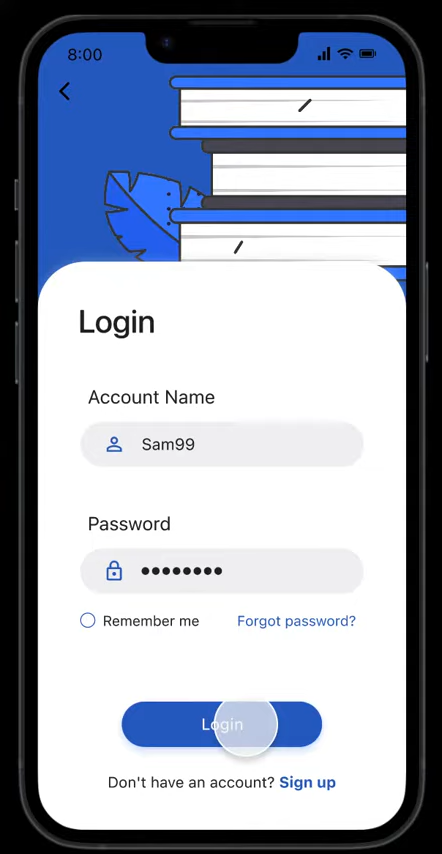 8:00
Login
Account Name
Sam99
Password
••••••••
Remember me
Forgot password?
Login
Don't have an account? Sign up